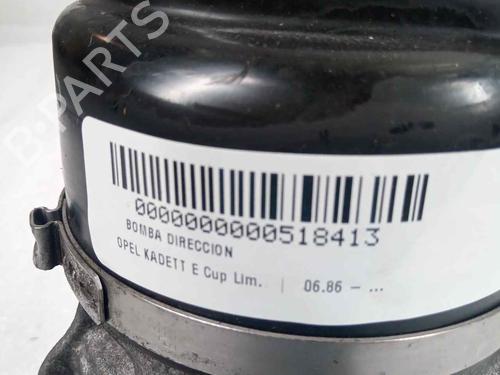 B-PARTS
0000000000518413
BOMBA DIRECCION
OPEL KADETT E Cup Lim. | 06.86 - ...